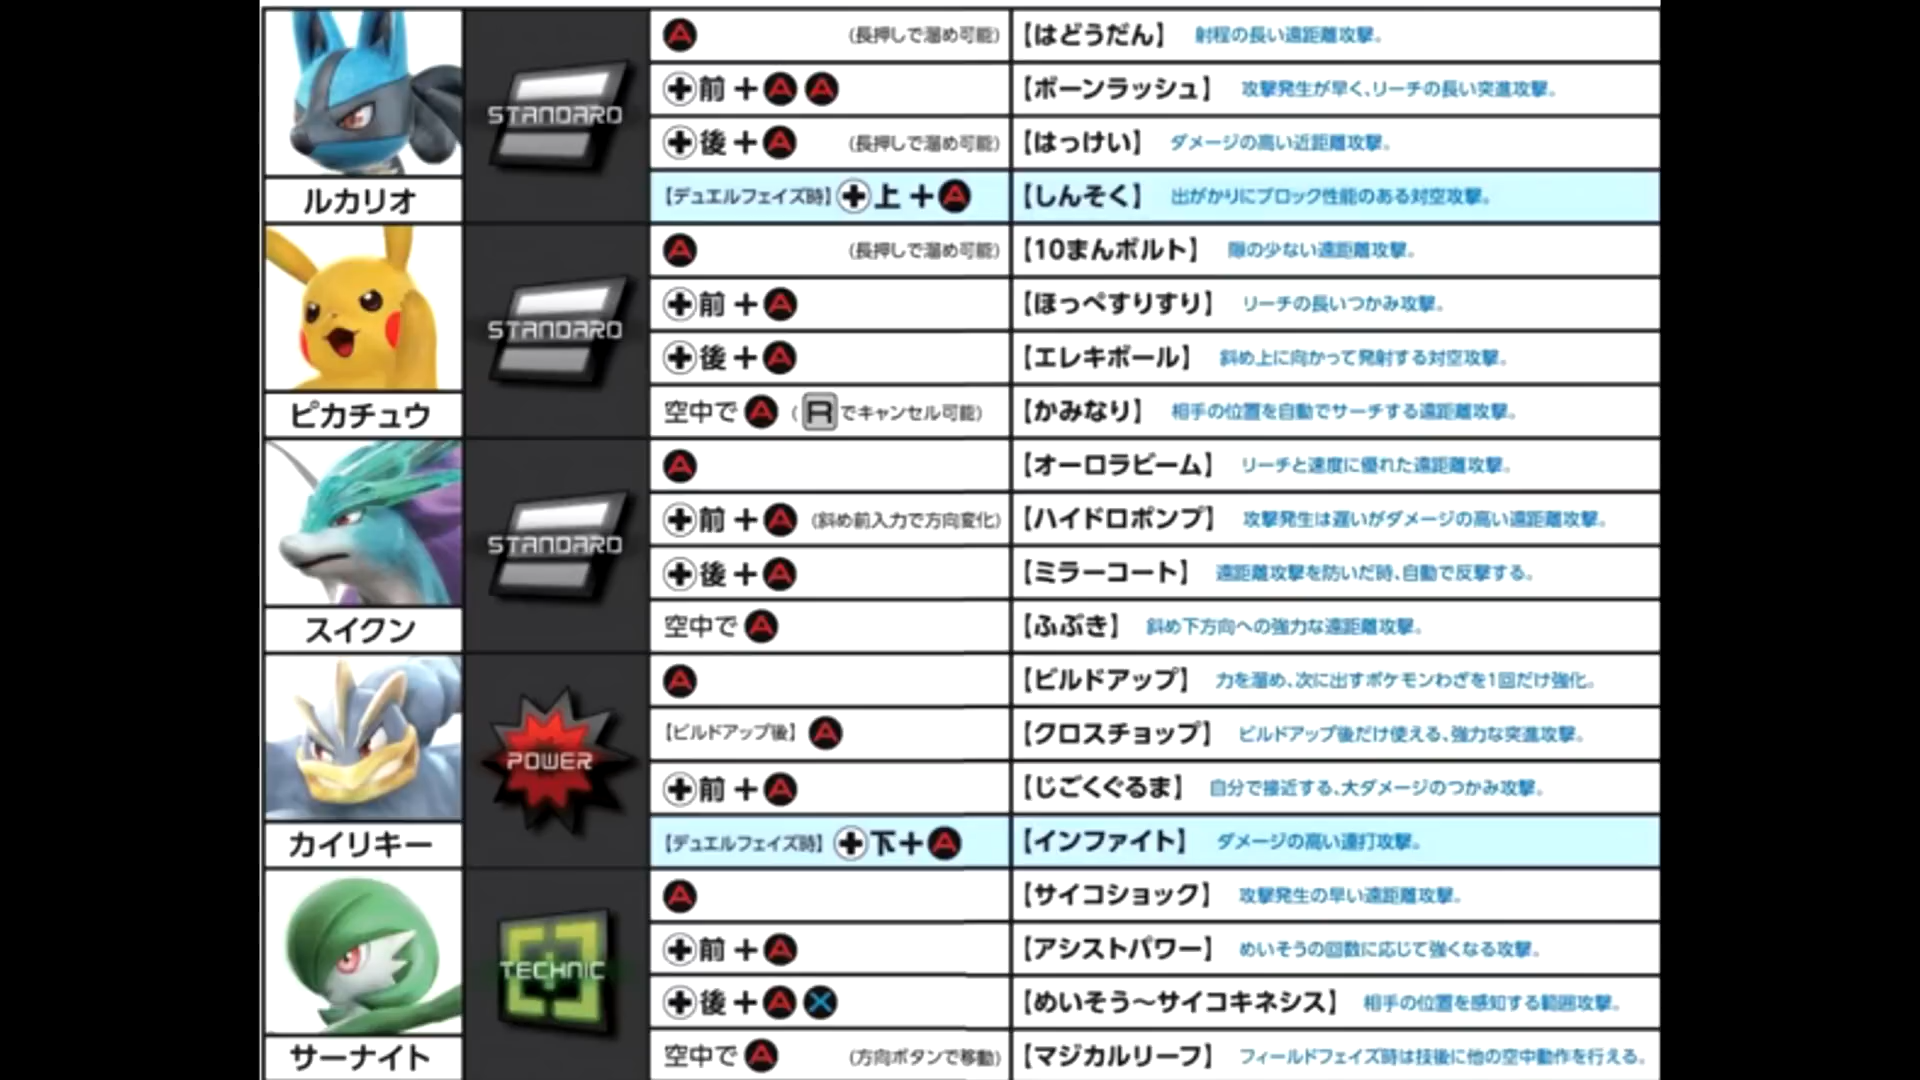 A （長押しで溜め可能） 【はどうだん】 射程の長い遠距離攻撃。
前＋A A 【ボーンラッシュ】 攻撃発生が早く、リーチの長い突進攻撃。
STANDARD
後＋A （長押しで溜め可能） 【はっけい】 ダメージの高い近距離攻撃。
ルカリオ
【デュエルフェイズ時】 上＋A 【しんそく】 出がかりにブロック性能のある対空攻撃。
A （長押しで溜め可能） 【10まんボルト】 隙の少ない遠距離攻撃。
前＋A 【ほっぺすりすり】 リーチの長いつかみ攻撃。
STANDARD
後＋A 【エレキボール】 斜め上に向かって発射する対空攻撃。
ピカチュウ
空中で A （Rでキャンセル可能） 【かみなり】 相手の位置を自動でサーチする遠距離攻撃。
A 【オーロラビーム】 リーチと速度に優れた遠距離攻撃。
前＋A （斜め前入力で方向変化） 【ハイドロポンプ】 攻撃発生は遅いがダメージの高い遠距離攻撃。
STANDARD
後＋A 【ミラーコート】 遠距離攻撃を防いだ時、自動で反撃する。
スイクン
空中で A 【ふぶき】 斜め下方向への強力な遠距離攻撃。
A 【ビルドアップ】 力を溜め、次に出すポケモンわざを1回だけ強化。
【ビルドアップ後】 A 【クロスチョップ】 ビルドアップ後だけ使える、強力な突進攻撃。
POWER
前＋A 【じごくぐるま】 自分で接近する、大ダメージのつかみ攻撃。
カイリキー
【デュエルフェイズ時】 下＋A 【インファイト】 ダメージの高い連打攻撃。
A 【サイコショック】 攻撃発生の早い遠距離攻撃。
前＋A 【アシストパワー】 めいそうの回数に応じて強くなる攻撃。
TECHNIC
後＋A X 【めいそう〜サイコキネシス】 相手の位置を感知する範囲攻撃。
サーナイト
空中で A （方向ボタンで移動） 【マジカルリーフ】 フィールドフェイズ時は技後に他の空中動作を行える。